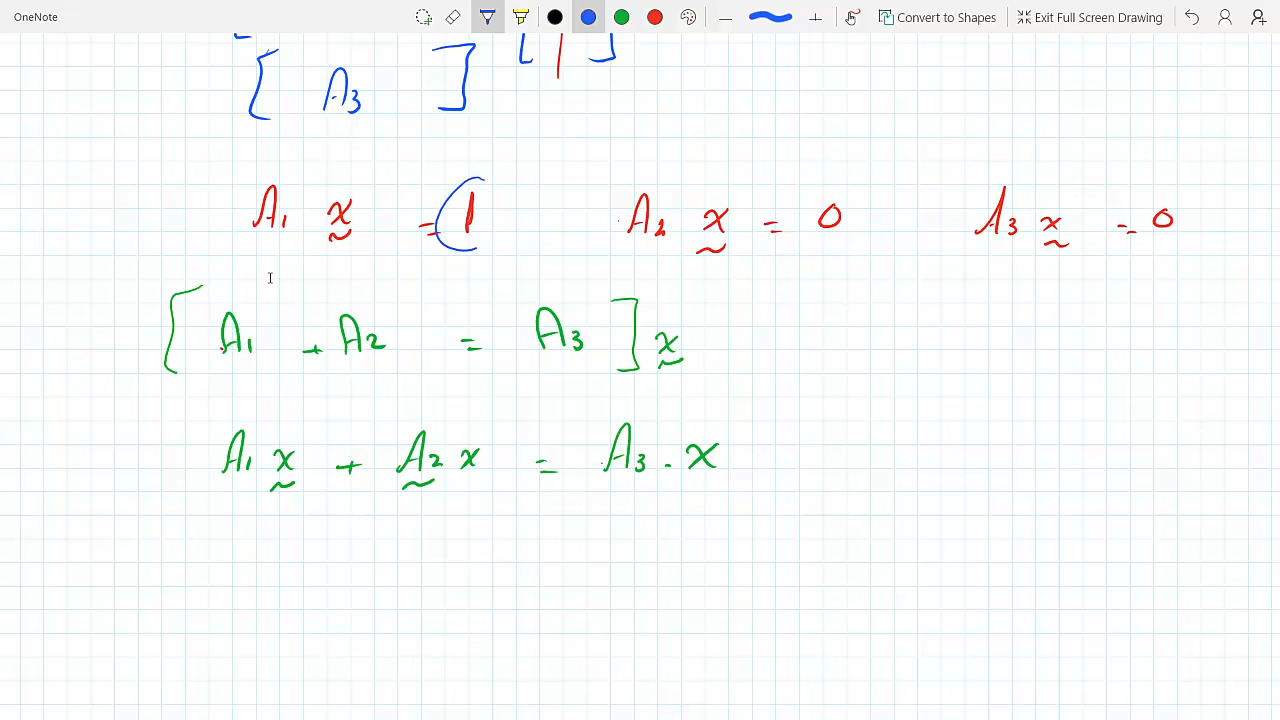 OneNote
Convert to Shapes
Exit Full Screen Drawing
[ A₃ ] [ | ]
A₁ x = 1 A₂ x = 0 A₃ x = 0
[ A₁ + A₂ = A₃ ] x
A₁ x + A₂ x = A₃ . x